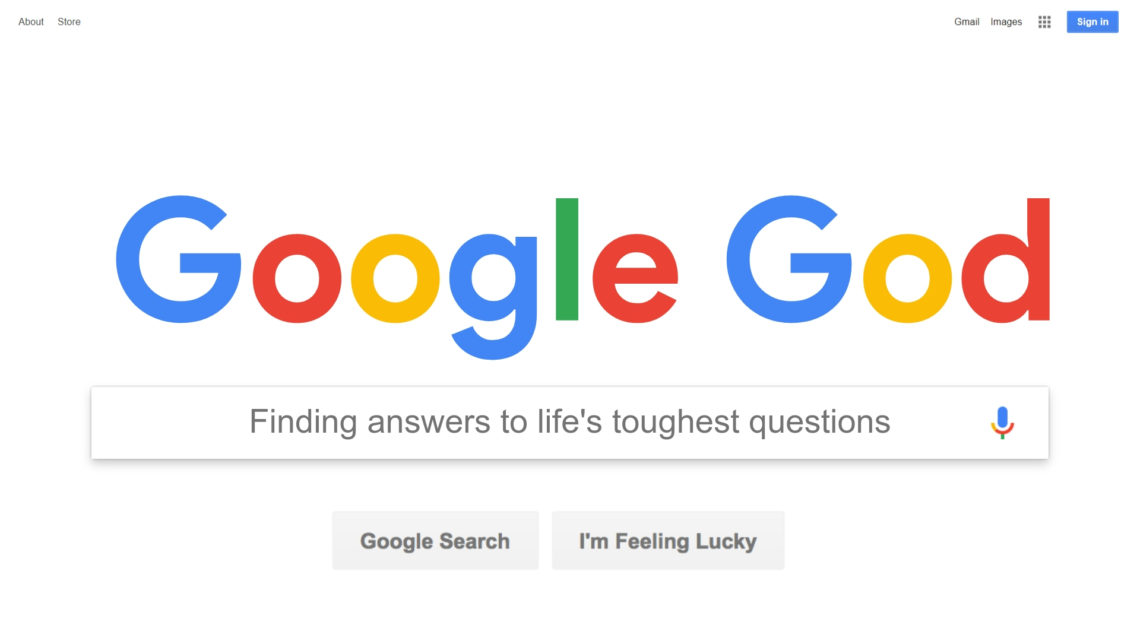 About Store Gmail Images Sign in
Google God
Finding answers to life's toughest questions
Google Search I'm Feeling Lucky